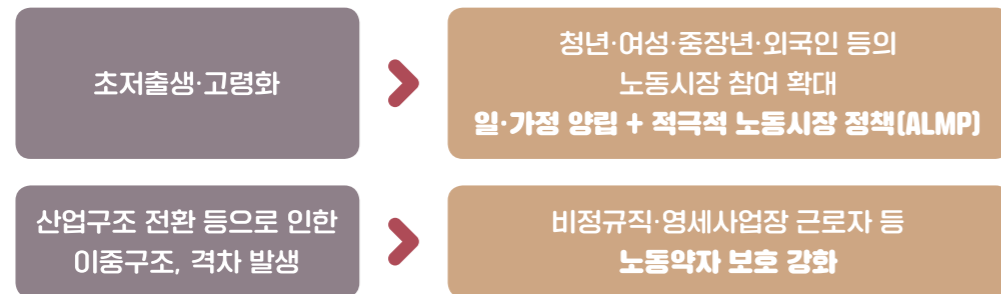 초저출생·고령화
청년·여성·중장년·외국인 등의
노동시장 참여 확대
일·가정 양립 + 적극적 노동시장 정책(ALMP)
산업구조 전환 등으로 인한
이중구조, 격차 발생
비정규직·영세사업장 근로자 등
노동약자 보호 강화